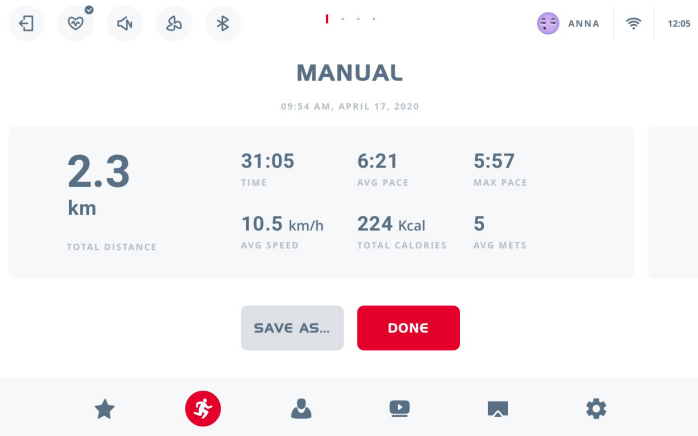 ANNA
12:05
MANUAL
09:54 AM, APRIL 17, 2020
2.3
km
TOTAL DISTANCE
31:05
TIME
6:21
AVG PACE
5:57
MAX PACE
10.5 km/h
AVG SPEED
224 Kcal
TOTAL CALORIES
5
AVG METS
SAVE AS...
DONE